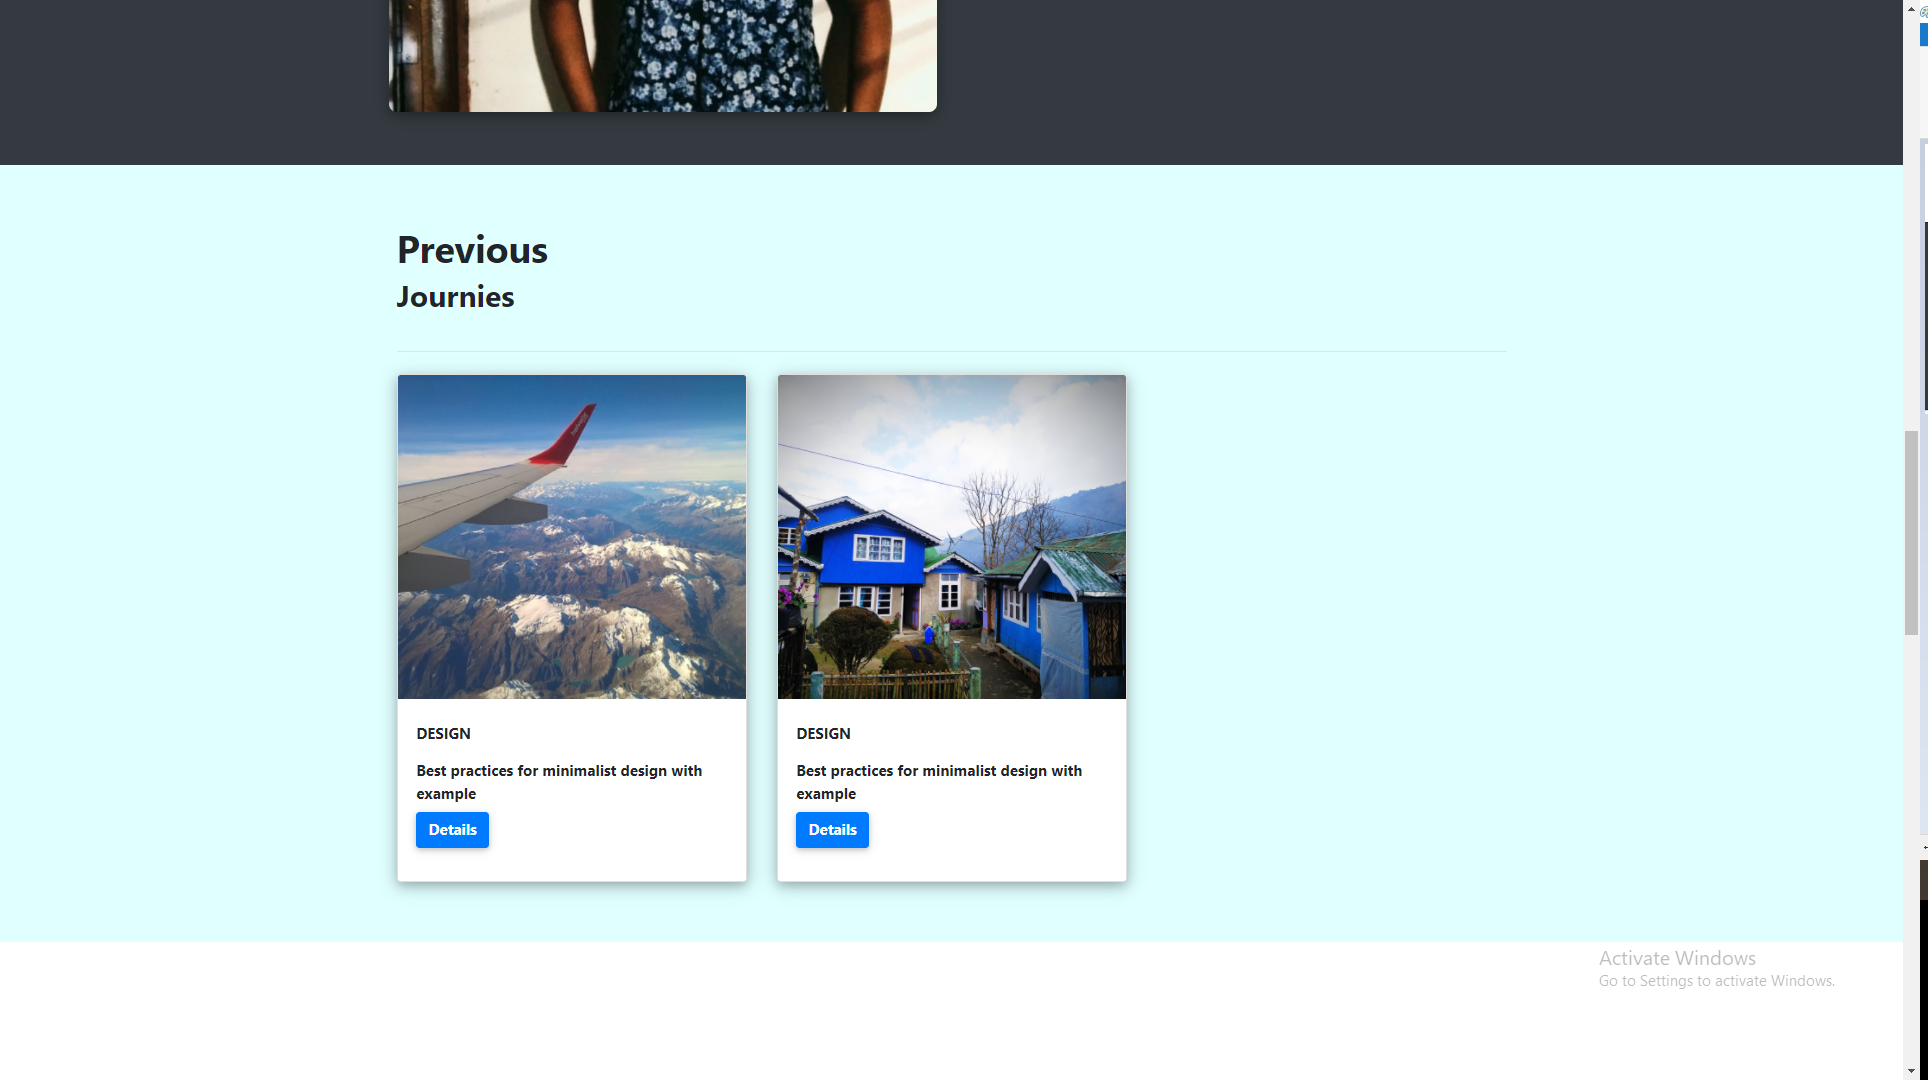 Previous
Journies
DESIGN
Best practices for minimalist design with
example
Details
DESIGN
Best practices for minimalist design with
example
Details
Activate Windows
Go to Settings to activate Windows.